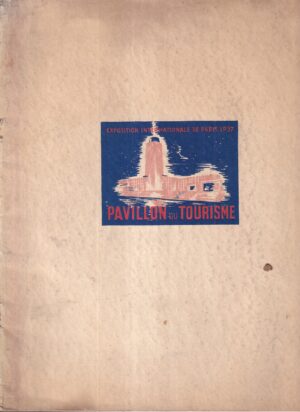 EXPOSITION INTERNATIONALE DE PARIS 1937
PAVILLON DU TOURISME